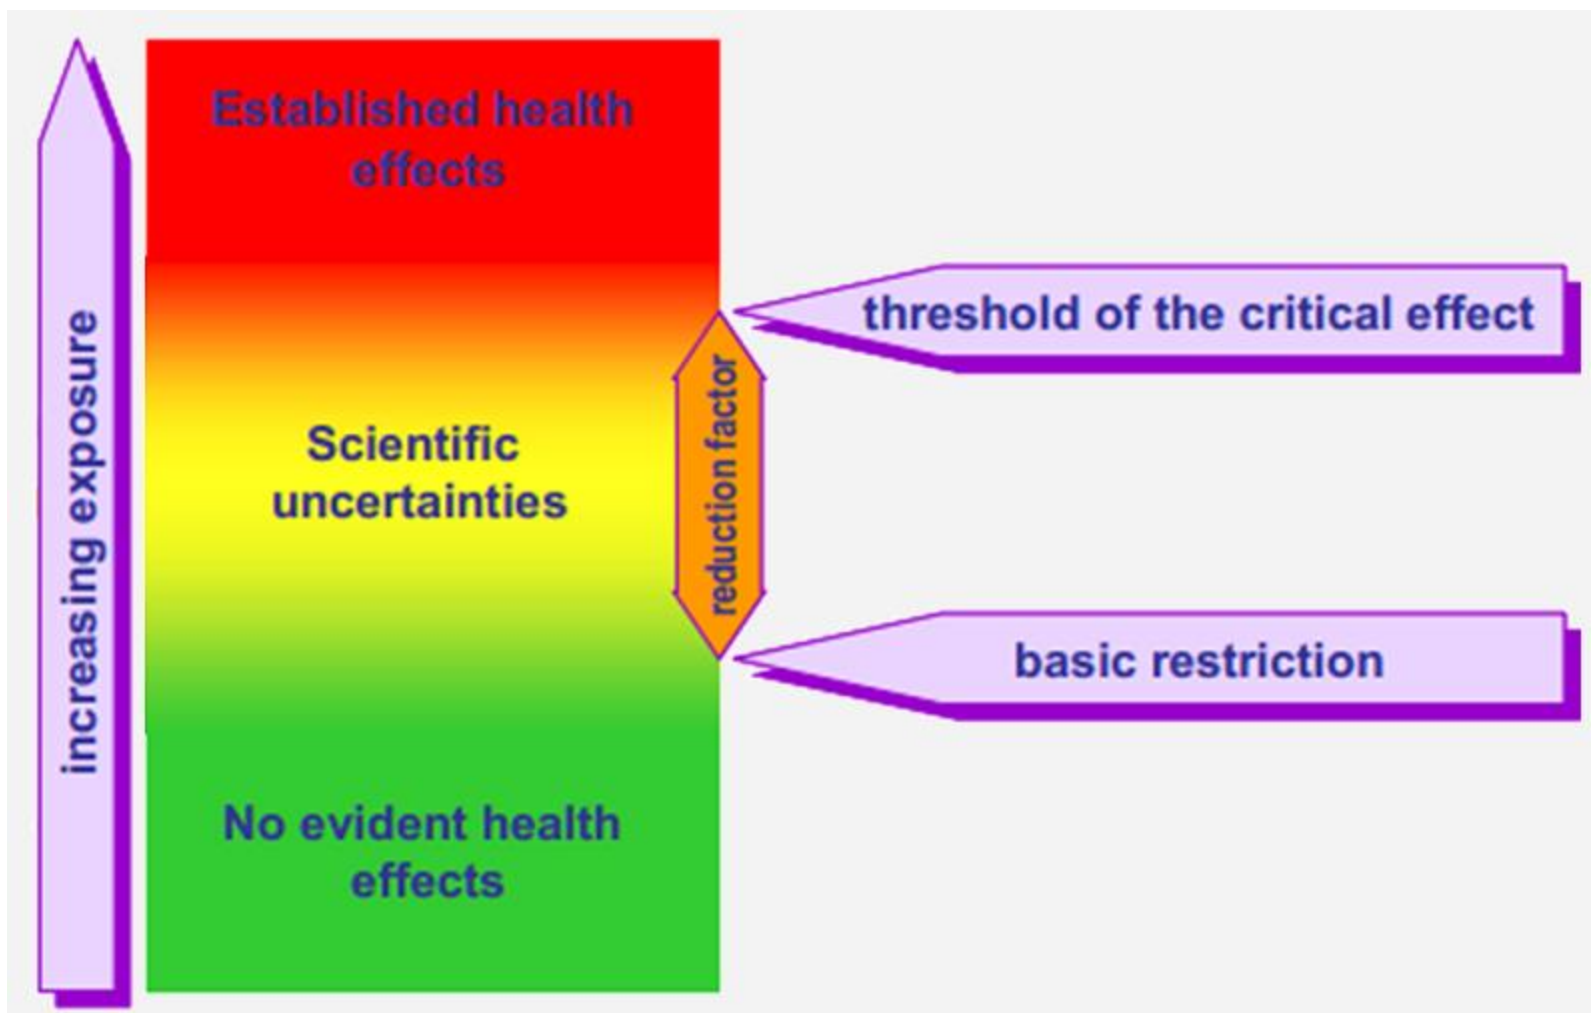 Established health
effects
threshold of the critical effect
increasing exposure
reduction factor
Scientific
uncertainties
basic restriction
No evident health
effects